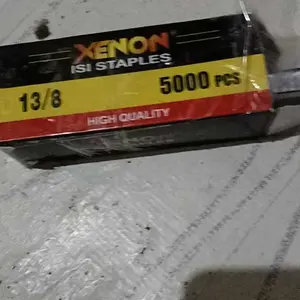 XENON
ISI STAPLES
13/8 5000 PCS
HIGH QUALITY